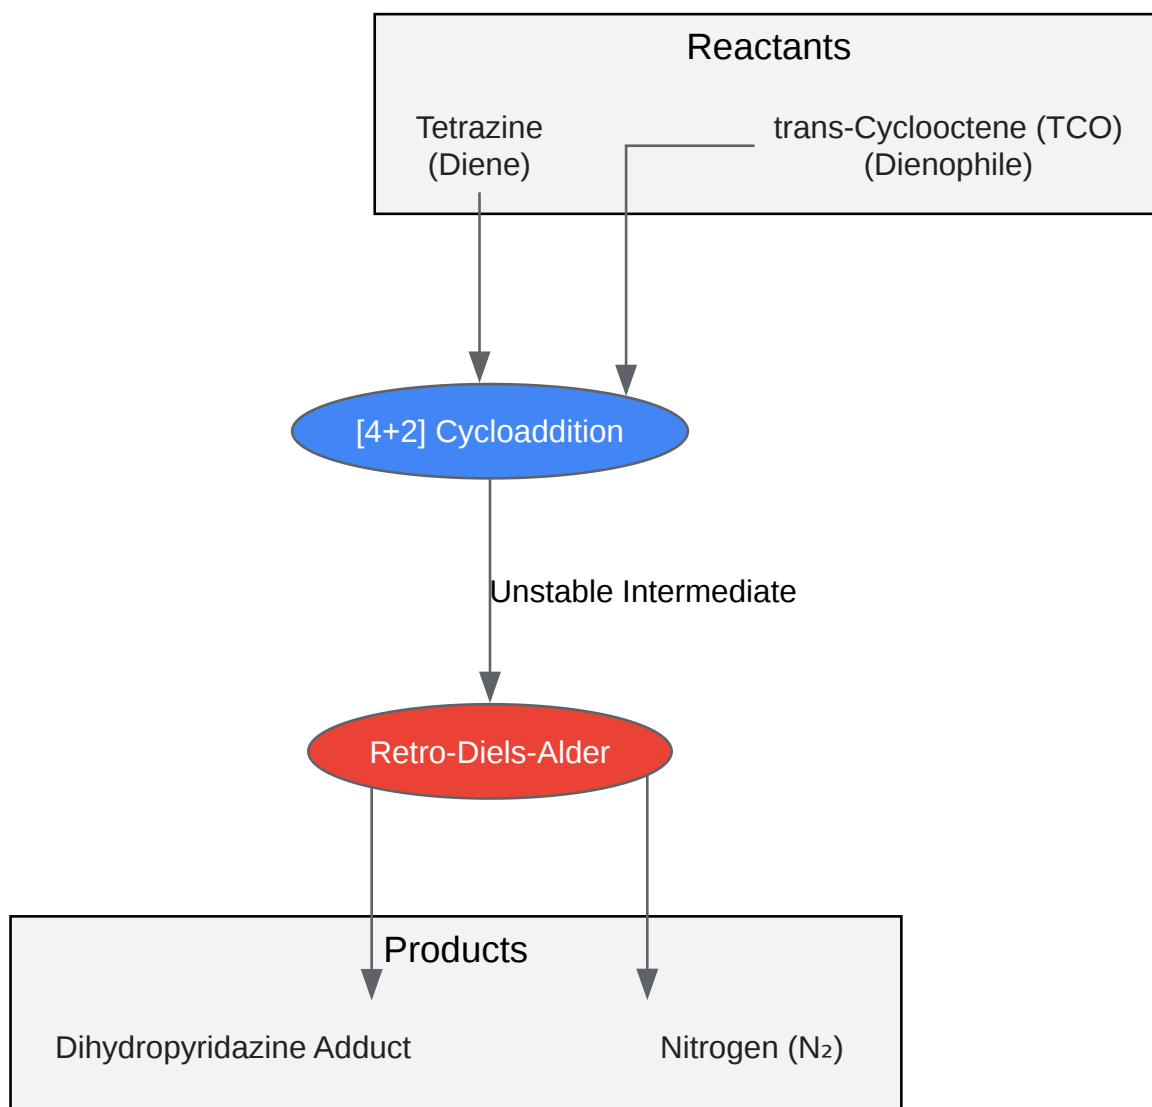 Reactants
Tetrazine
(Diene)
trans-Cyclooctene (TCO)
(Dienophile)
[4+2] Cycloaddition
Unstable Intermediate
Retro-Diels-Alder
Products
Dihydropyridazine Adduct
Nitrogen (N₂)